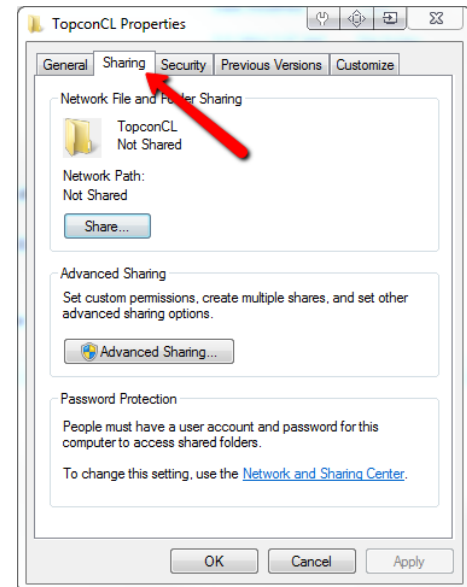 TopconCL Properties
General Sharing Security Previous Versions Customize
Network File and Folder Sharing
TopconCL
Not Shared
Network Path:
Not Shared
Share...
Advanced Sharing
Set custom permissions, create multiple shares, and set other
advanced sharing options.
Advanced Sharing...
Password Protection
People must have a user account and password for this
computer to access shared folders.
To change this setting, use the Network and Sharing Center.
OK Cancel Apply